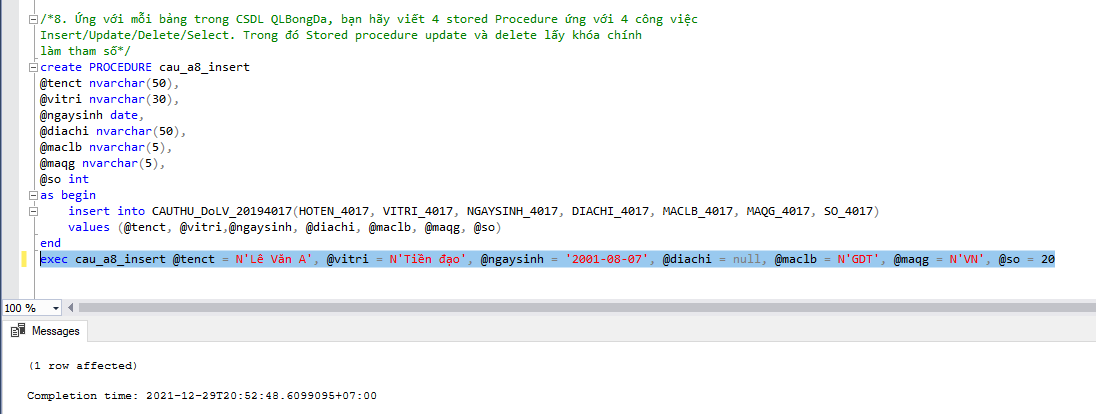 /*8. Ứng với mỗi bảng trong CSDL QLBongDa, bạn hãy viết 4 stored Procedure ứng với 4 công việc
Insert/Update/Delete/Select. Trong đó Stored procedure update và delete lấy khóa chính
làm tham số*/
create PROCEDURE cau_a8_insert
@tenct nvarchar(50),
@vitri nvarchar(30),
@ngaysinh date,
@diachi nvarchar(50),
@maclb nvarchar(5),
@maqg nvarchar(5),
@so int
as begin
insert into CAUTHU_DoLV_20194017(HOTEN_4017, VITRI_4017, NGAYSINH_4017, DIACHI_4017, MACLB_4017, MAQG_4017, SO_4017)
values (@tenct, @vitri,@ngaysinh, @diachi, @maclb, @maqg, @so)
end
exec cau_a8_insert @tenct = N'Lê Văn A', @vitri = N'Tiền đạo', @ngaysinh = '2001-08-07', @diachi = null, @maclb = N'GDT', @maqg = N'VN', @so = 20
100 %
Messages
(1 row affected)
Completion time: 2021-12-29T20:52:48.6099095+07:00